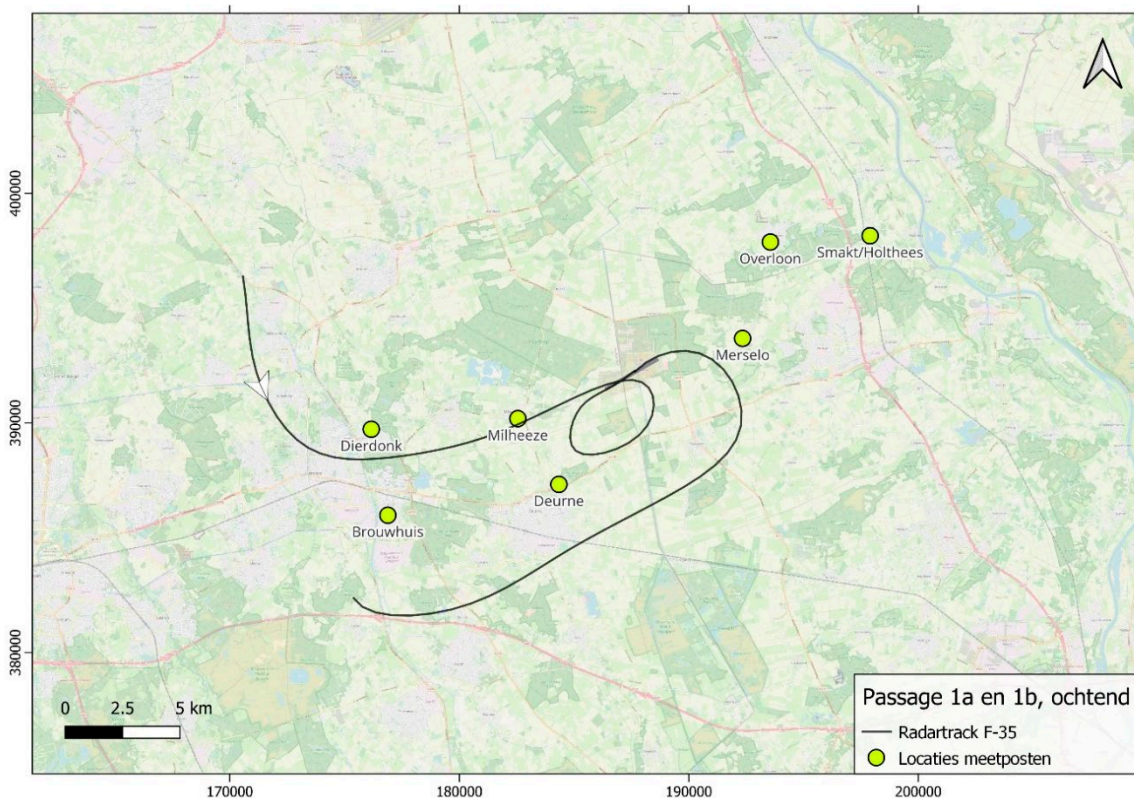 400000
390000
380000
Overloon
Smakt/Holthees
Merselo
Dierdonk
Milheeze
Deurne
Brouwhuis
0 2.5 5 km
Passage 1a en 1b, ochtend
Radartrack F-35
Locaties meetposten
170000 180000 190000 200000